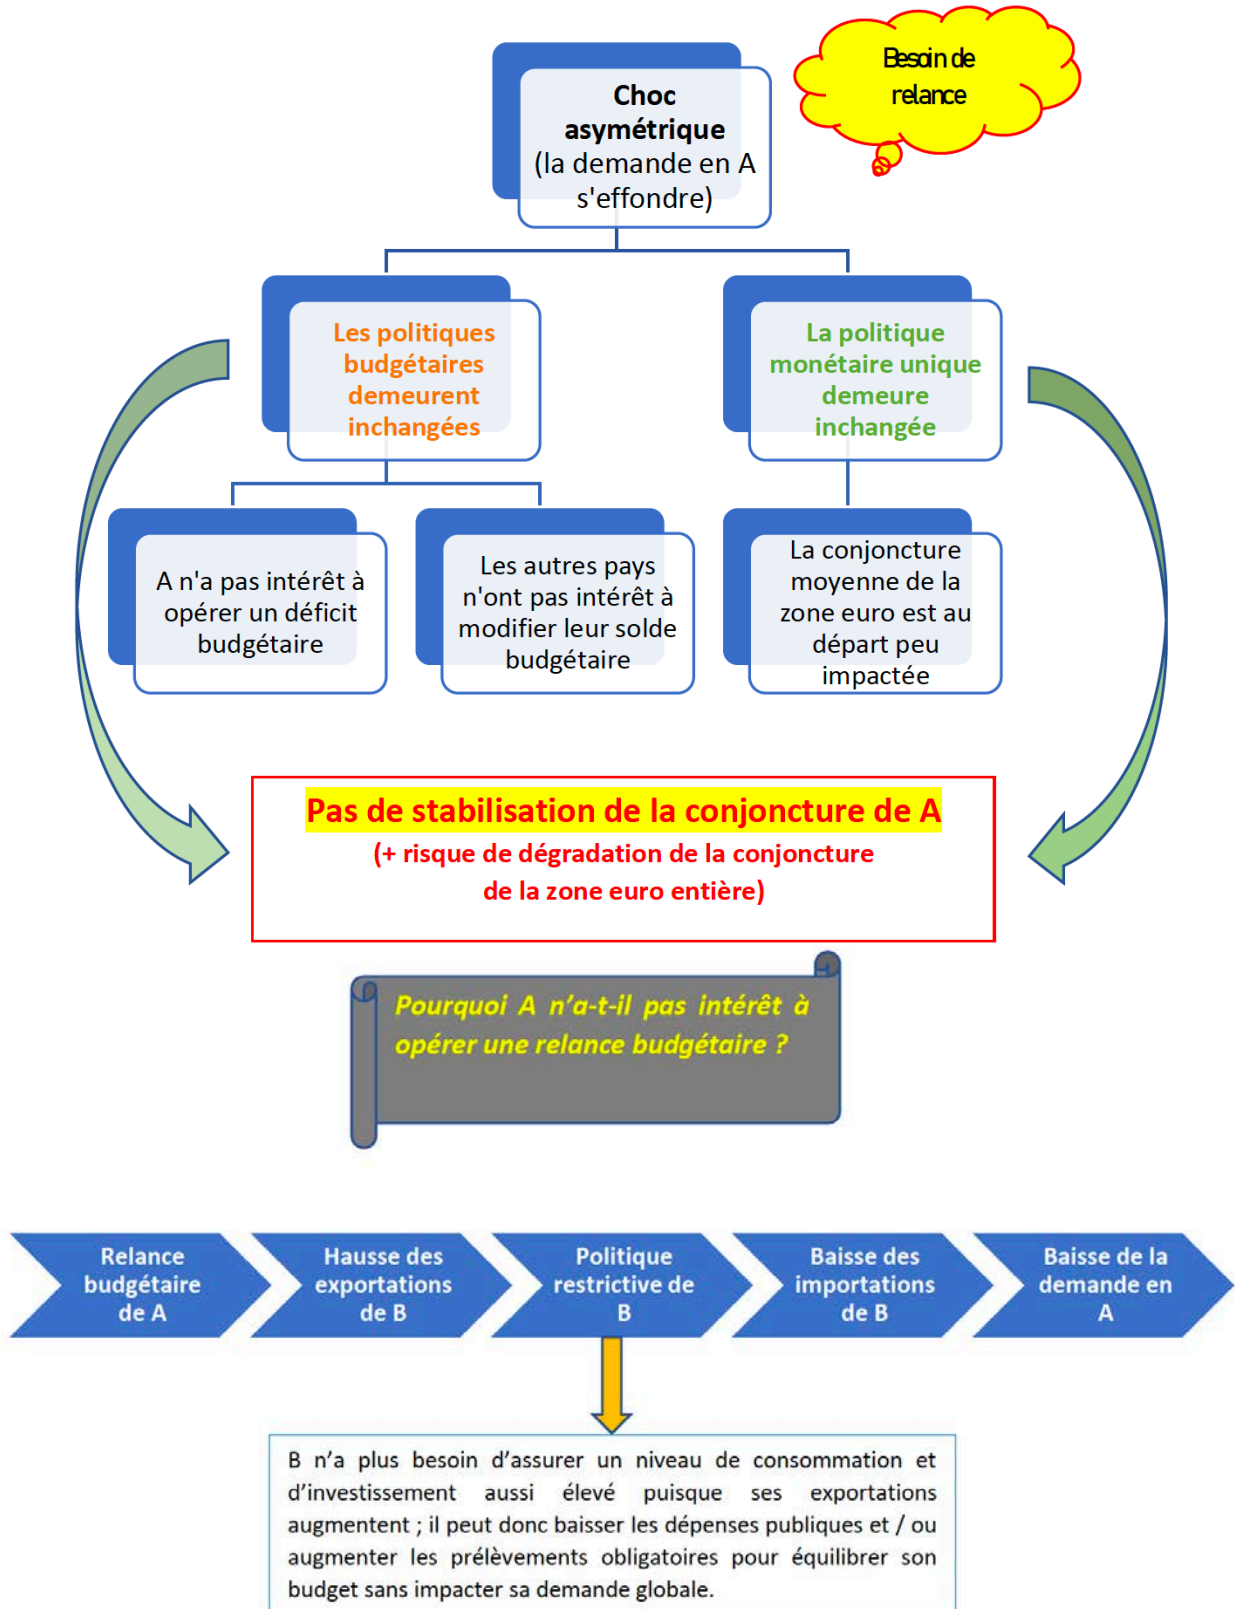 Besoin de
relance
Choc
asymétrique
(la demande en A
s'effondre)
Les politiques
budgétaires
demeurent
inchangées
La politique
monétaire unique
demeure
inchangée
A n'a pas intérêt à
opérer un déficit
budgétaire
Les autres pays
n'ont pas intérêt à
modifier leur solde
budgétaire
La conjoncture
moyenne de la
zone euro est au
départ peu
impactée
Pas de stabilisation de la conjoncture de A
(+ risque de dégradation de la conjoncture
de la zone euro entière)
Pourquoi A n’a-t-il pas intérêt à
opérer une relance budgétaire ?
Relance
budgétaire
de A
Hausse des
exportations
de B
Politique
restrictive de
B
Baisse des
importations
de B
Baisse de la
demande en
A
B n’a plus besoin d’assurer un niveau de consommation et
d’investissement aussi élevé puisque ses exportations
augmentent ; il peut donc baisser les dépenses publiques et / ou
augmenter les prélèvements obligatoires pour équilibrer son
budget sans impacter sa demande globale.